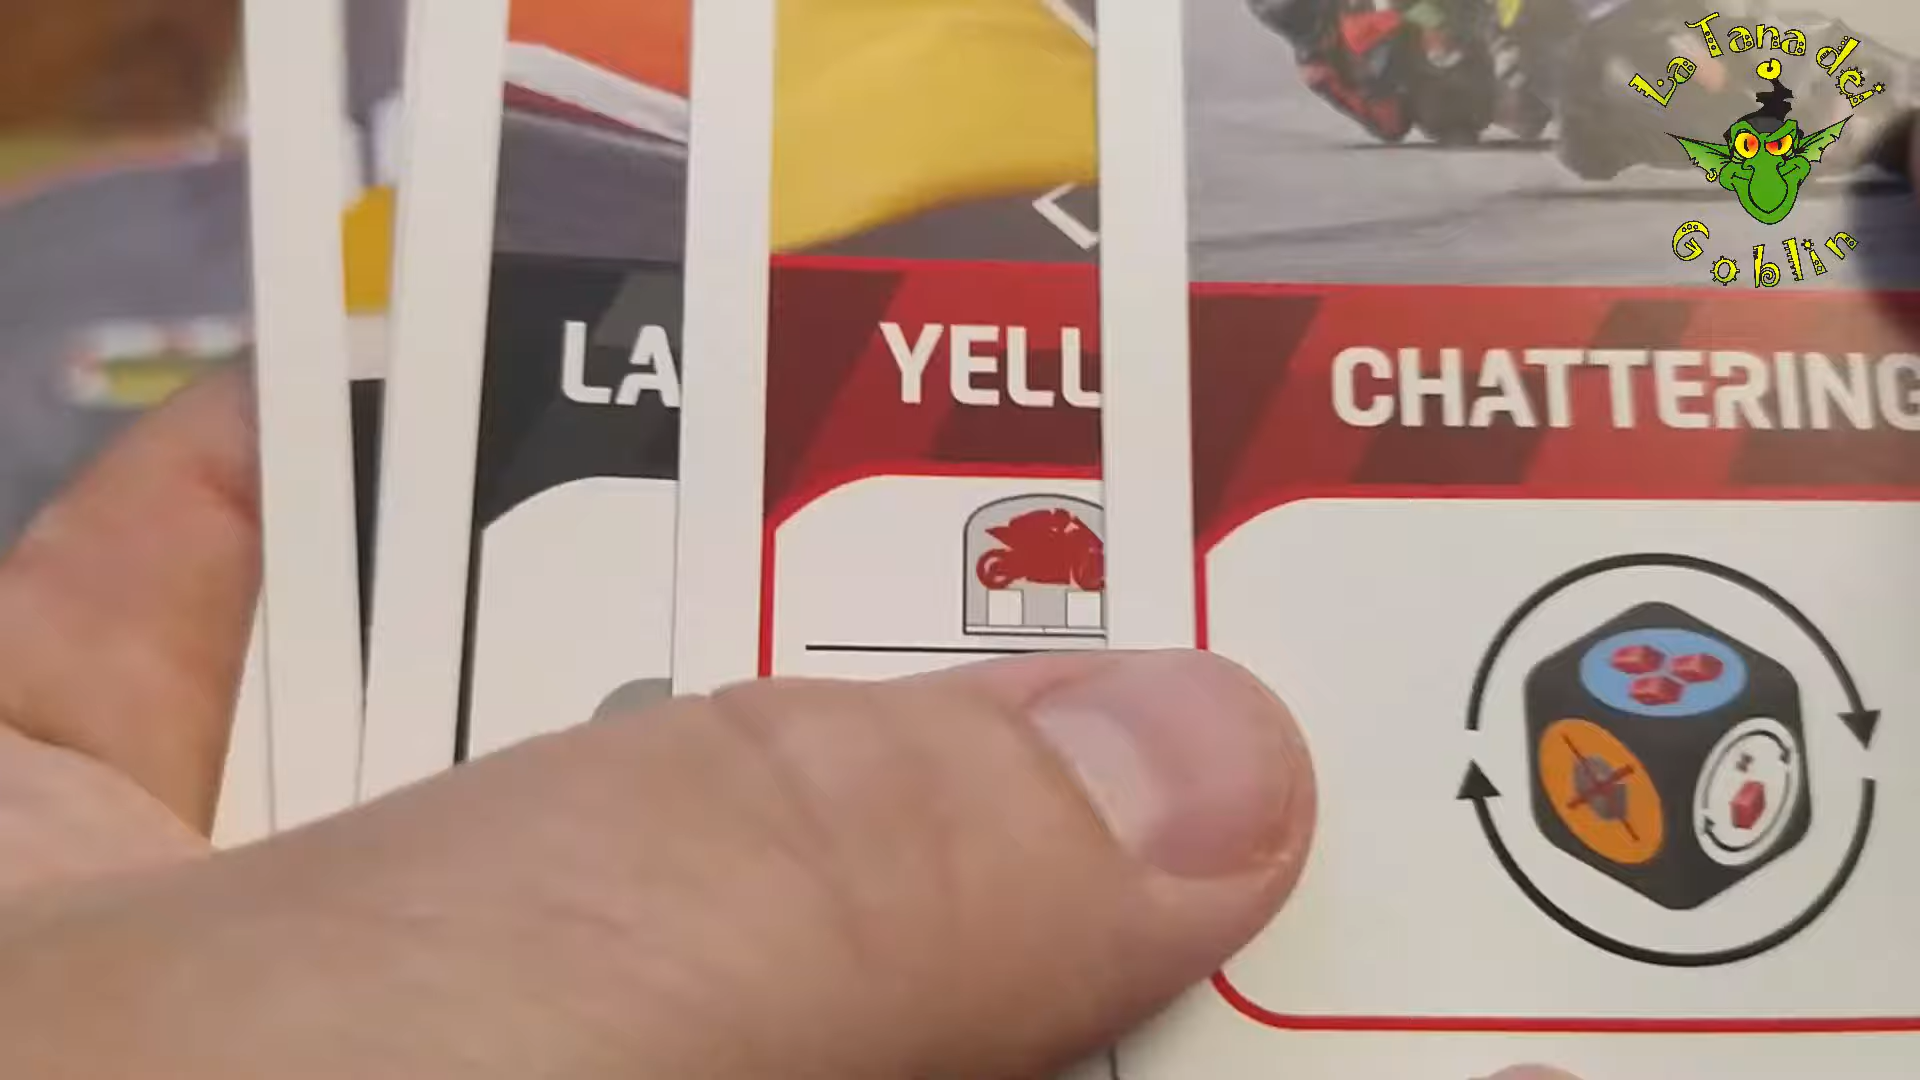 La Tana dei
Goblin
LA
YELL
CHATTERING